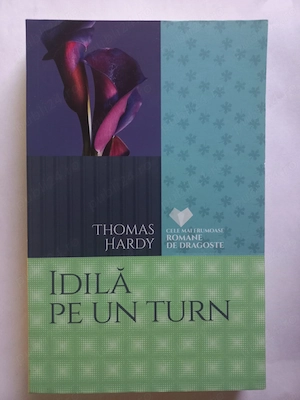 THOMAS
HARDY
CELE MAI FRUMOASE
ROMANE
DE DRAGOSTE
IDILĂ
PE UN TURN